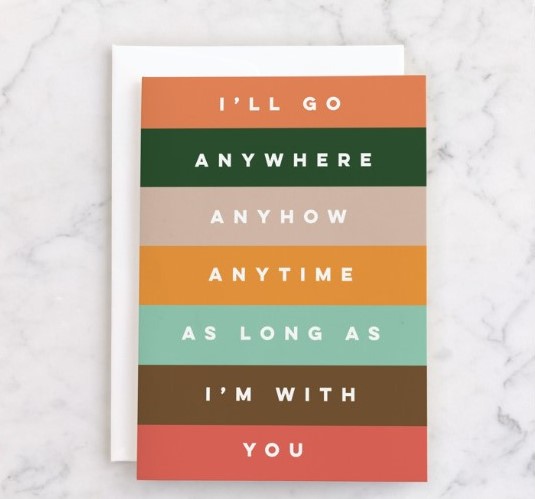 I'LL GO
ANYWHERE
ANYHOW
ANYTIME
AS LONG AS
I'M WITH
YOU